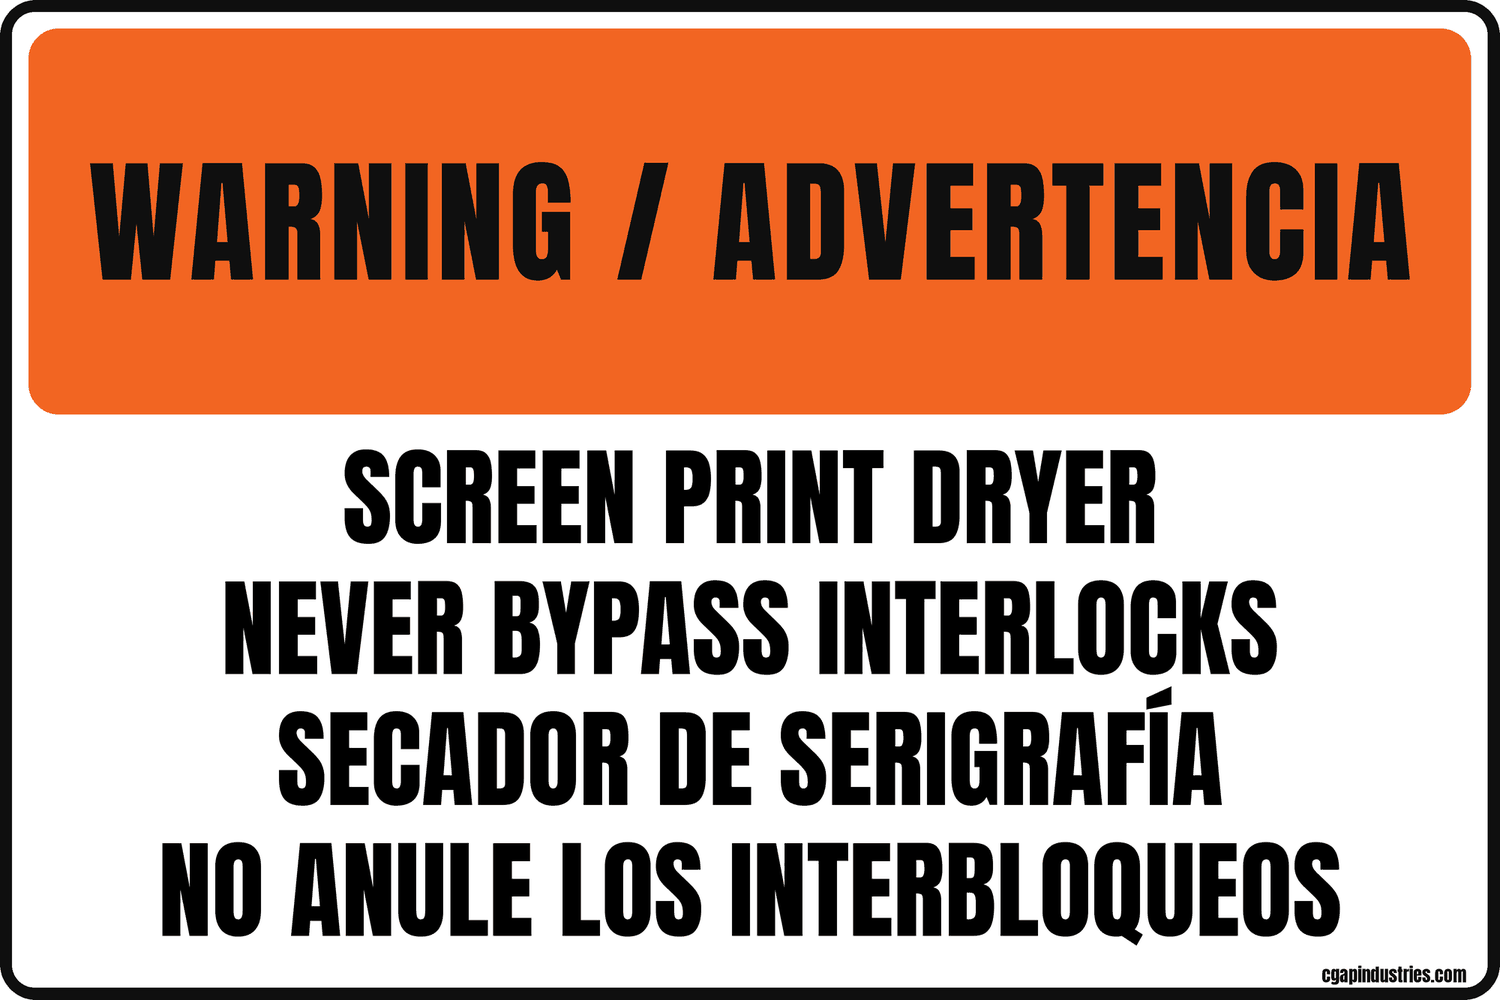 WARNING / ADVERTENCIA
SCREEN PRINT DRYER
NEVER BYPASS INTERLOCKS
SECADOR DE SERIGRAFÍA
NO ANULE LOS INTERBLOQUEOS
cgapindustries.com